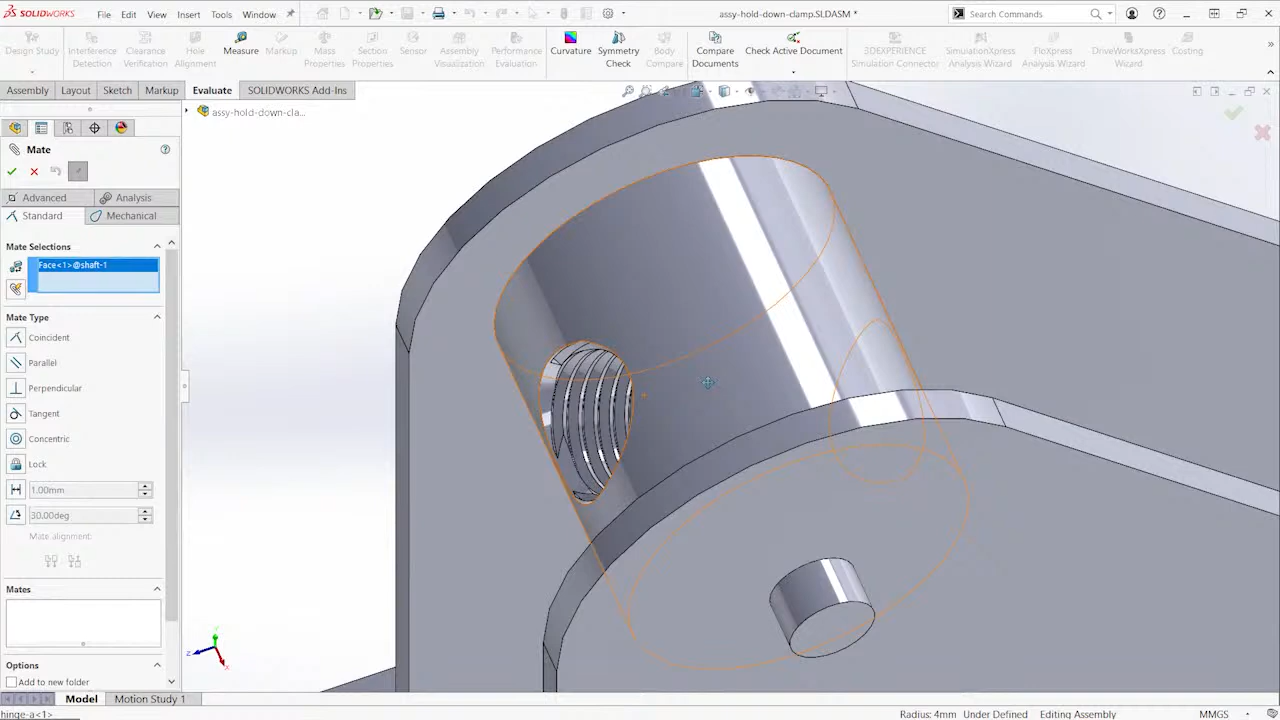 SOLIDWORKS File Edit View Insert Tools Window assy-hold-down-clamp.SLDASM * Search Commands
Design Study Interference Detection Clearance Verification Hole Alignment Measure Markup Mass Properties Section Properties Sensor Assembly Visualization Performance Evaluation Curvature Symmetry Check Body Compare Compare Documents Check Active Document 3DEXPERIENCE Simulation Connector SimulationXpress Analysis Wizard FloXpress Analysis Wizard DriveWorksXpress Wizard Costing
Assembly Layout Sketch Markup Evaluate SOLIDWORKS Add-Ins
assy-hold-down-cla...
Mate
Advanced Analysis
Standard Mechanical
Mate Selections
Face<1>@shaft-1
Mate Type
Coincident
Parallel
Perpendicular
Tangent
Concentric
Lock
1.00mm
30.00deg
Mate alignment:
Mates
Options
Add to new folder
Model Motion Study 1
hinge-a<1> Radius: 4mm Under Defined Editing Assembly MMGS